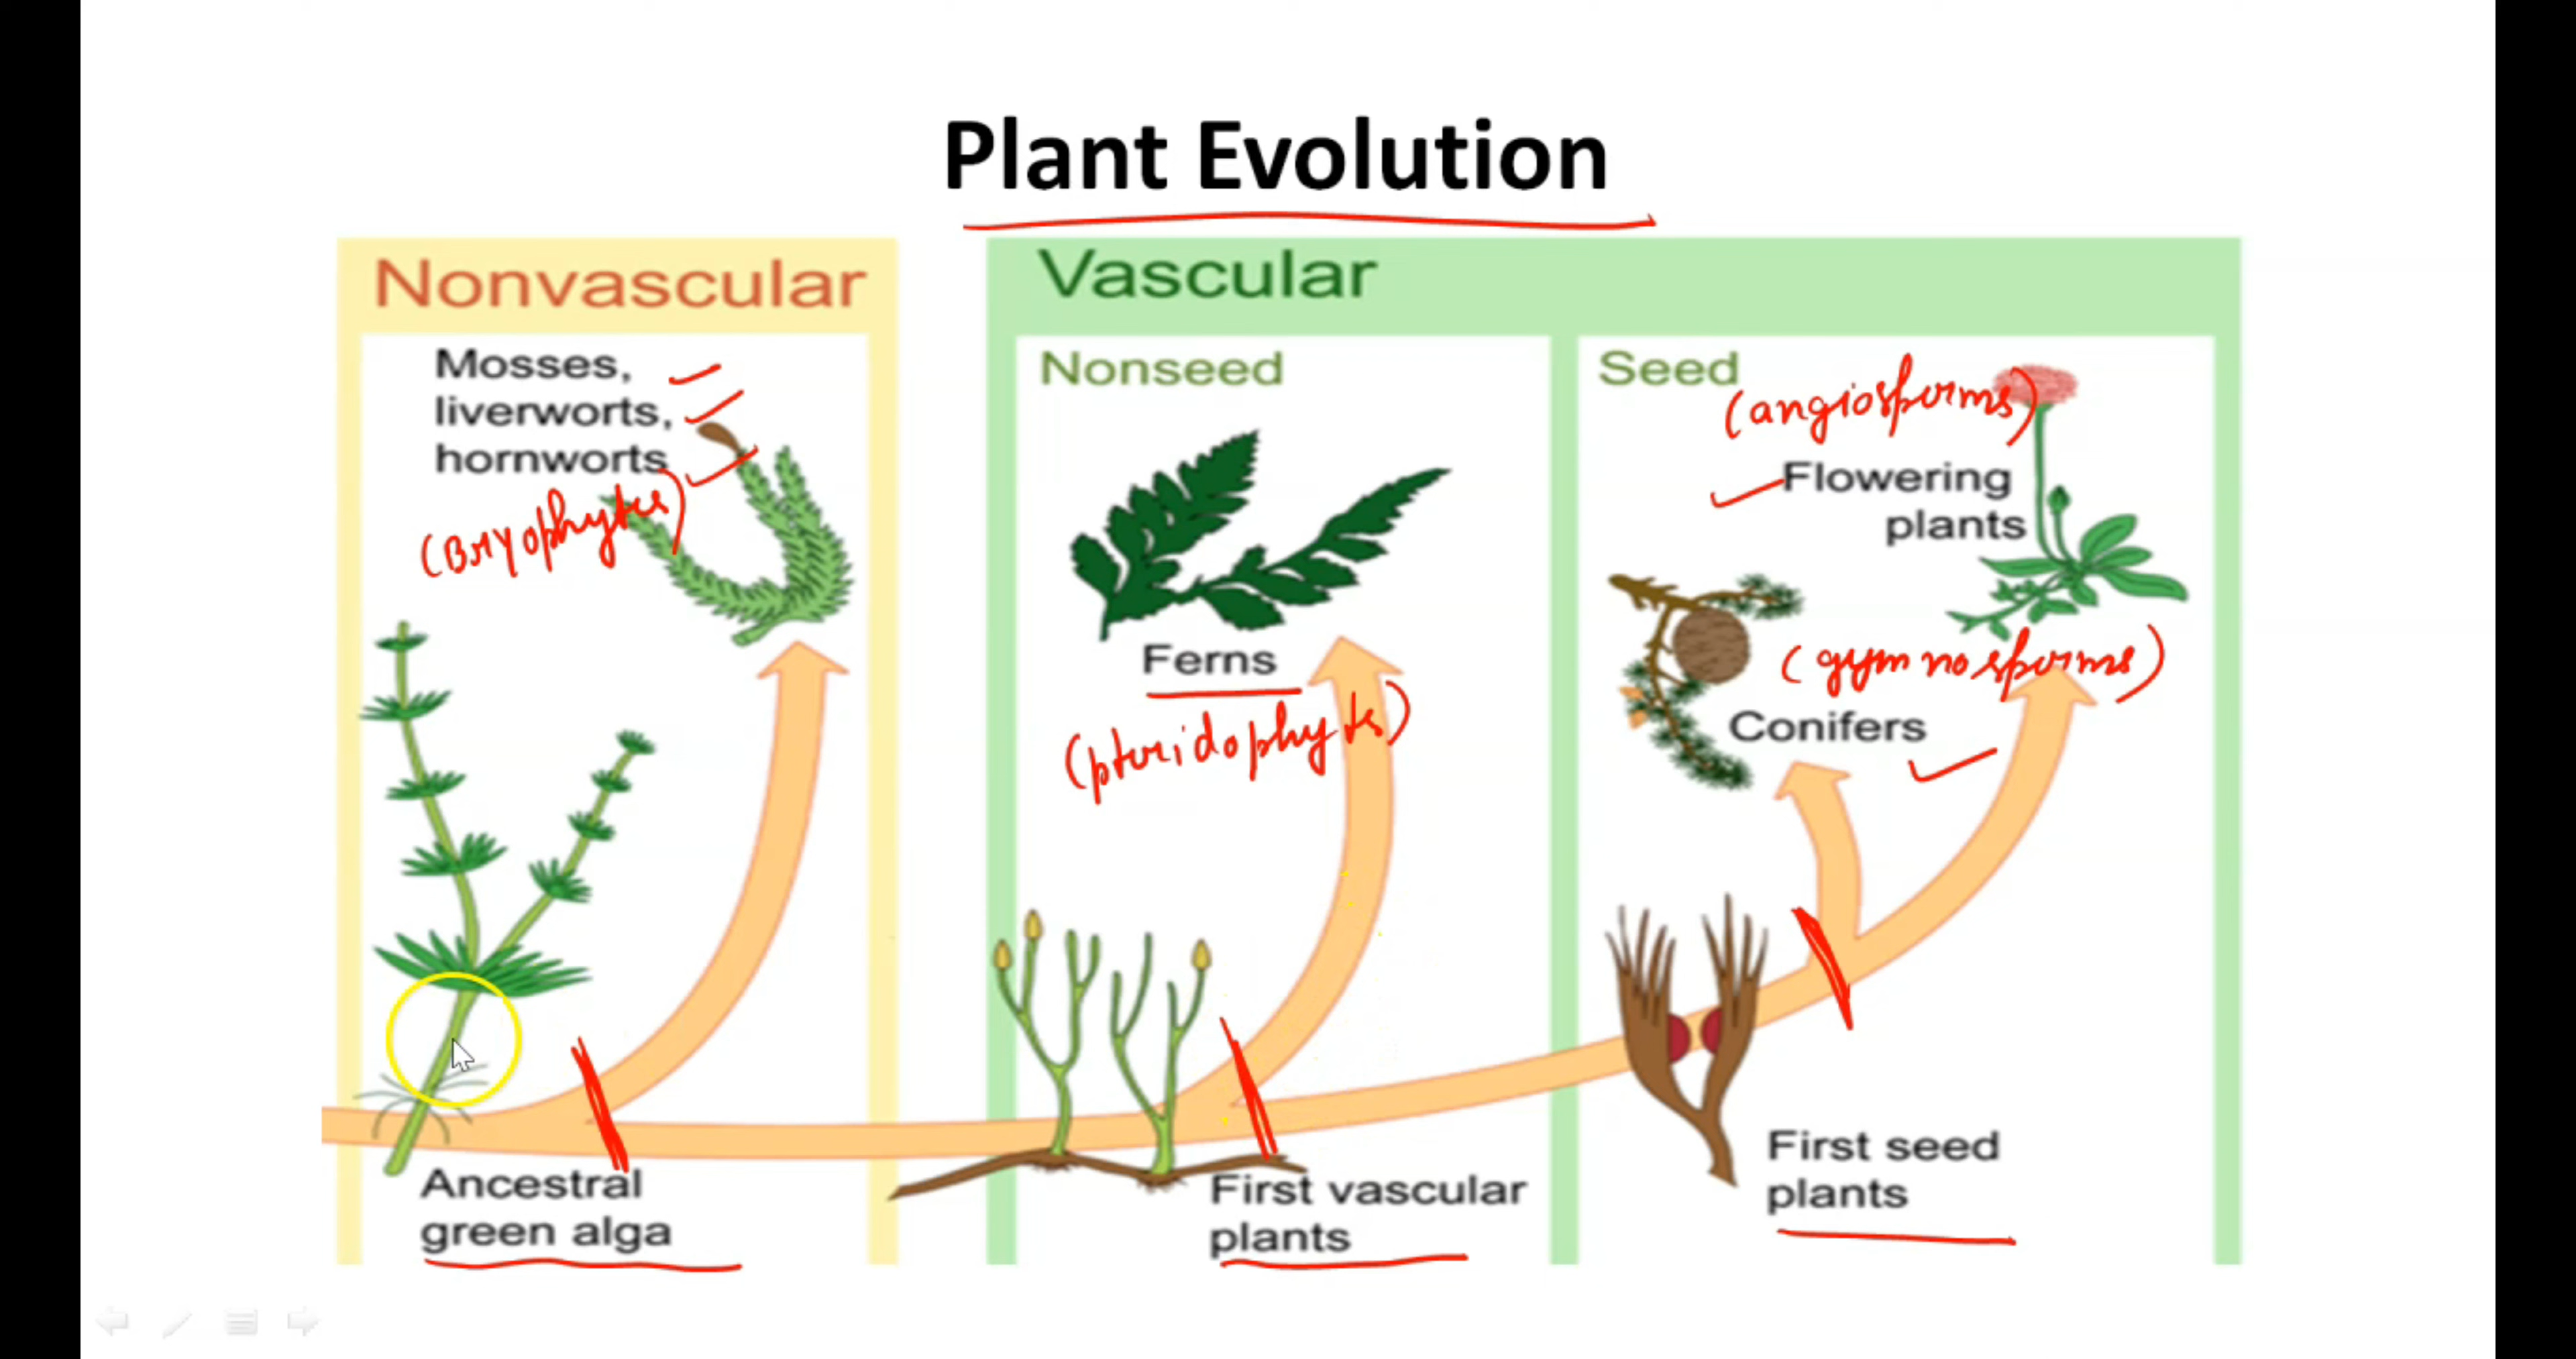 Plant Evolution
Nonvascular
Mosses,
liverworts,
hornworts
(Bryophytes)
Ancestral
green alga
Vascular
Nonseed
Ferns
(pteridophytes)
First vascular
plants
Seed
(angiosperms)
Flowering
plants
(gymnosperms)
Conifers
First seed
plants